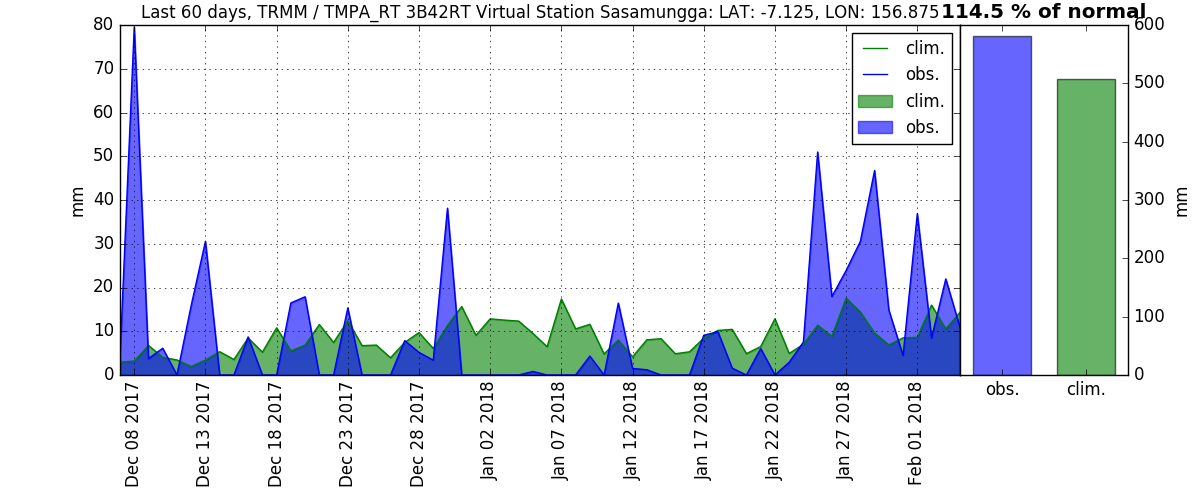 Last 60 days, TRMM / TMPA_RT 3B42RT Virtual Station Sasamungga: LAT: -7.125, LON: 156.875
114.5 % of normal
80
70
60
50
40
30
20
10
0
mm
clim.
obs.
clim.
obs.
Dec 08 2017
Dec 13 2017
Dec 18 2017
Dec 23 2017
Dec 28 2017
Jan 02 2018
Jan 07 2018
Jan 12 2018
Jan 17 2018
Jan 22 2018
Jan 27 2018
Feb 01 2018
600
500
400
300
200
100
0
mm
obs.
clim.